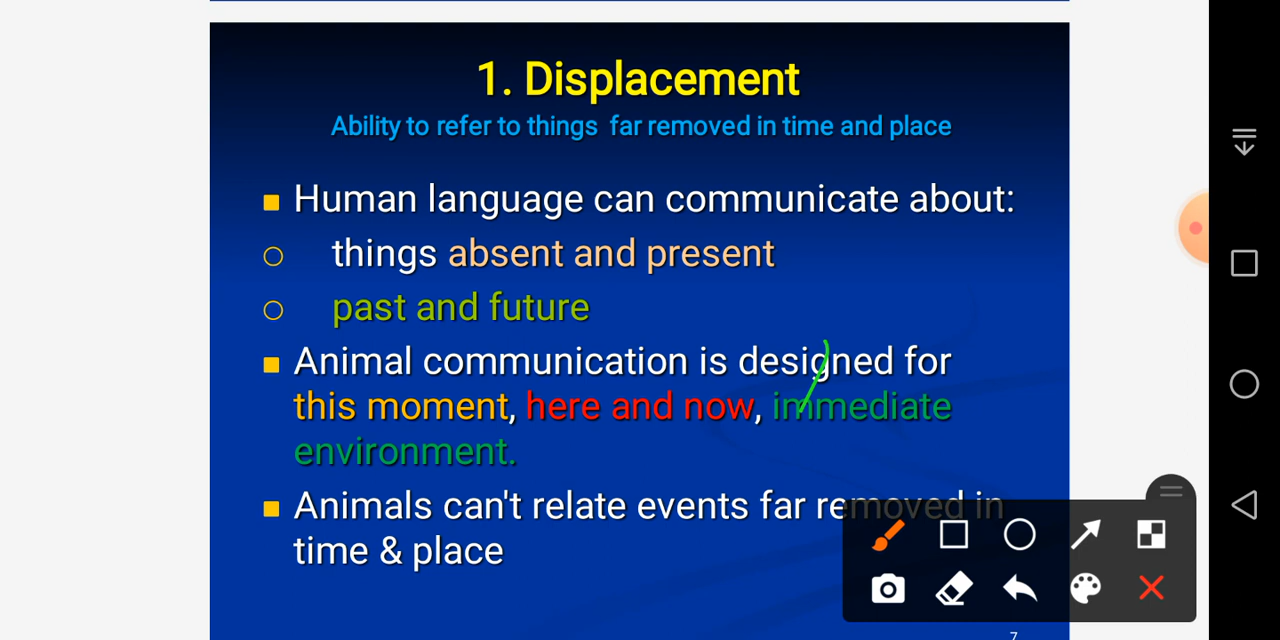 1. Displacement
Ability to refer to things far removed in time and place
Human language can communicate about:
things absent and present
past and future
Animal communication is designed for
this moment, here and now, immediate
environment.
Animals can't relate events far removed in
time & place
7